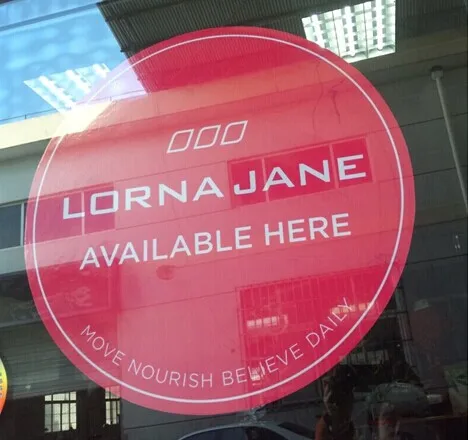 LORNA JANE
AVAILABLE HERE
MOVE NOURISH BELIEVE DAILY